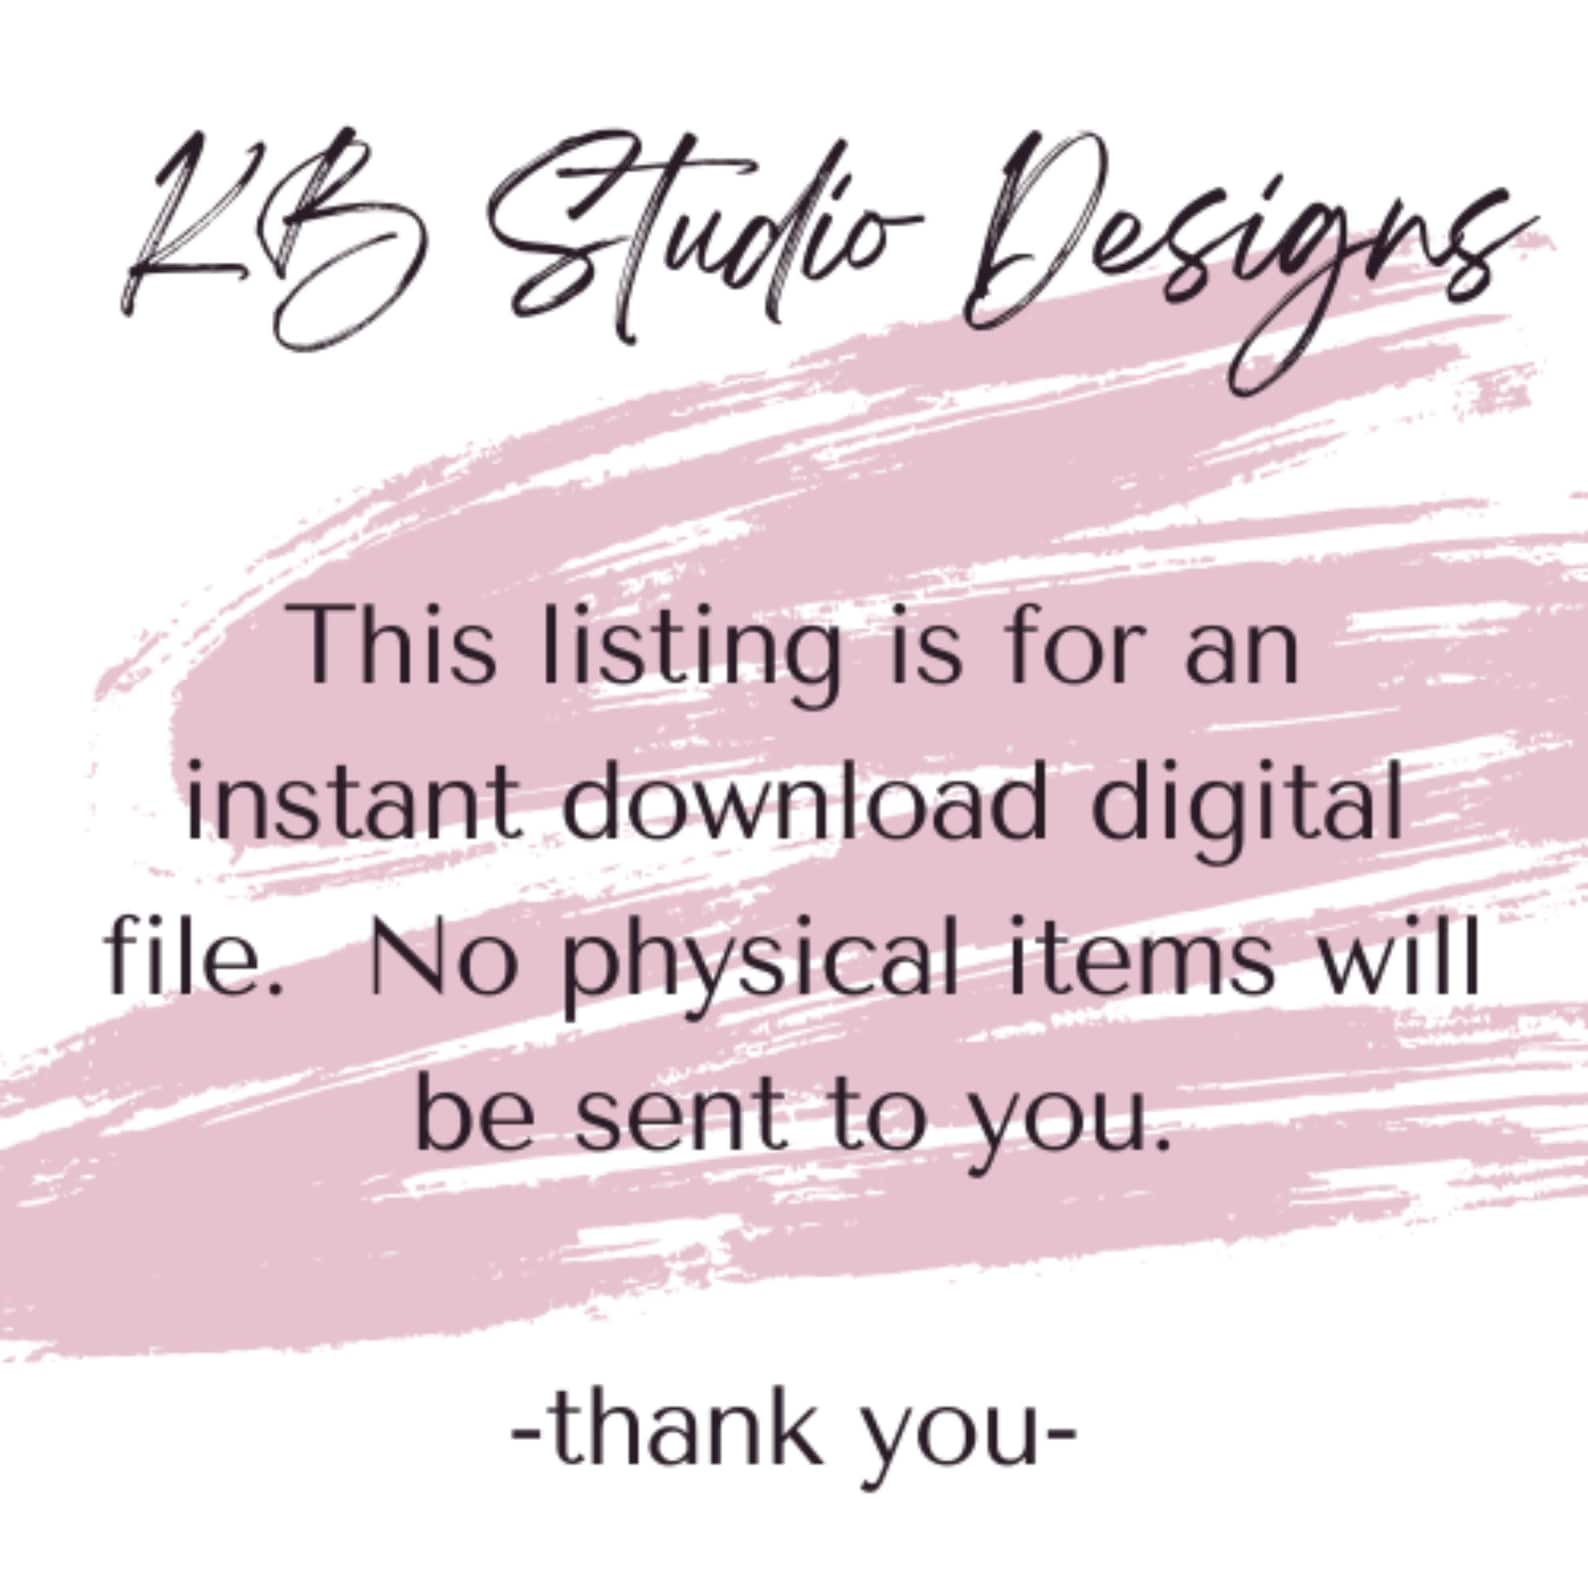 KB Studio Designs
This listing is for an
instant download digital
file.  No physical items will
be sent to you.
-thank you-